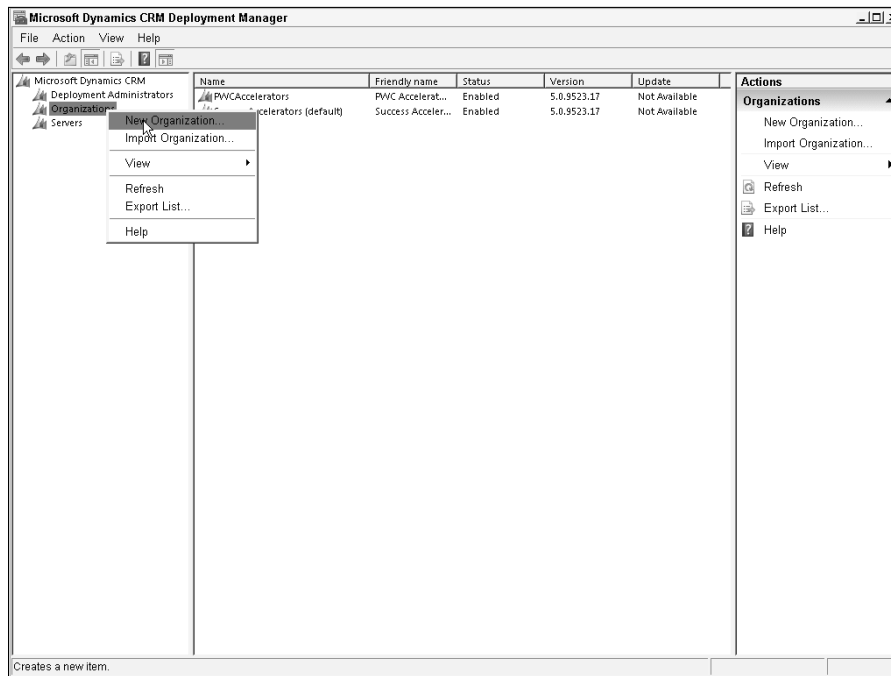 Microsoft Dynamics CRM Deployment Manager
File Action View Help
Microsoft Dynamics CRM
Deployment Administrators
Organizations
Servers
New Organization...
Import Organization...
View
Refresh
Export List...
Help
Name Friendly name Status Version Update
PWCAccelerators PWC Accelerat... Enabled 5.0.9523.17 Not Available
(default) Success Acceler... Enabled 5.0.9523.17 Not Available
Actions
Organizations
New Organization...
Import Organization...
View
Refresh
Export List...
Help
Creates a new item.